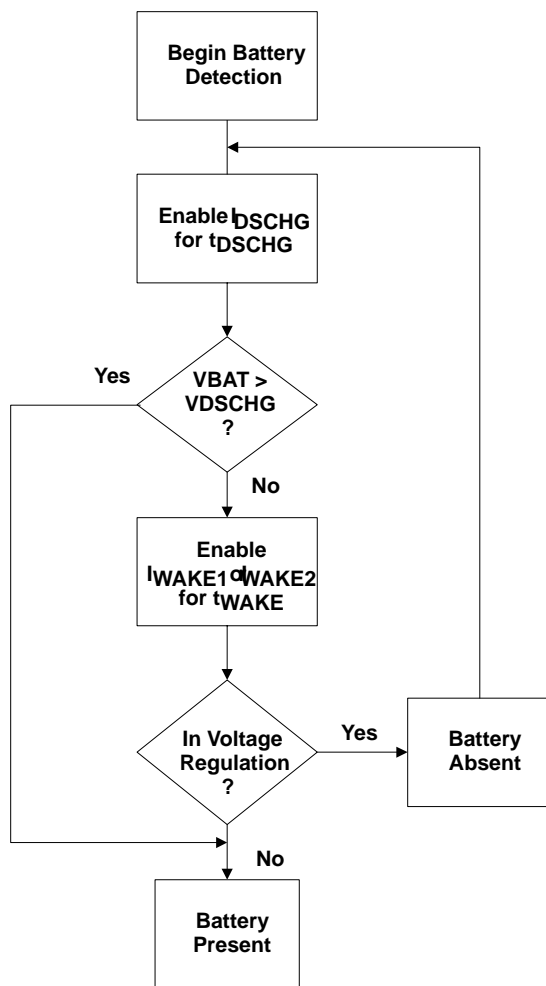 Begin Battery
Detection
Enable IDSCHG
for tDSCHG
Yes
VBAT >
VDSCHG
?
No
Enable
IWAKE1 or IWAKE2
for tWAKE
In Voltage
Regulation
?
Yes
Battery
Absent
No
Battery
Present